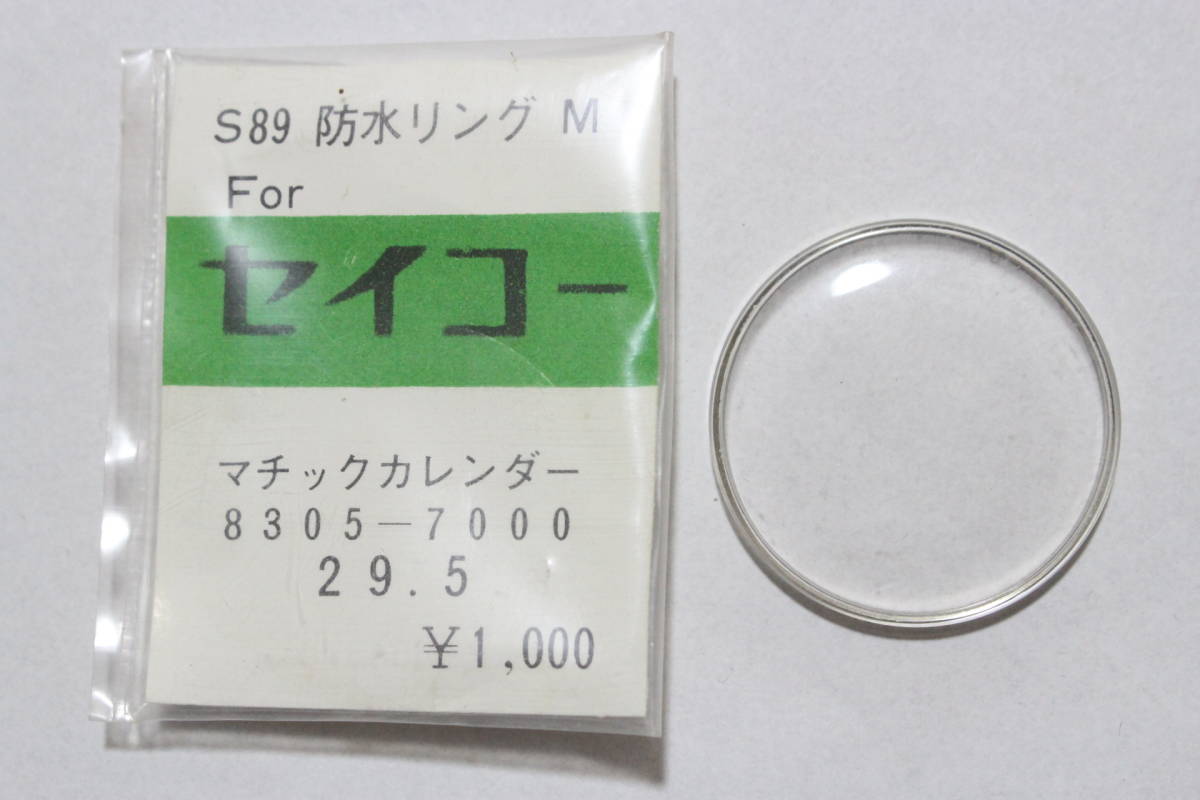 S89 防水リング M
For
セイコー
マチックカレンダー
8305-7000
29.5
¥1,000